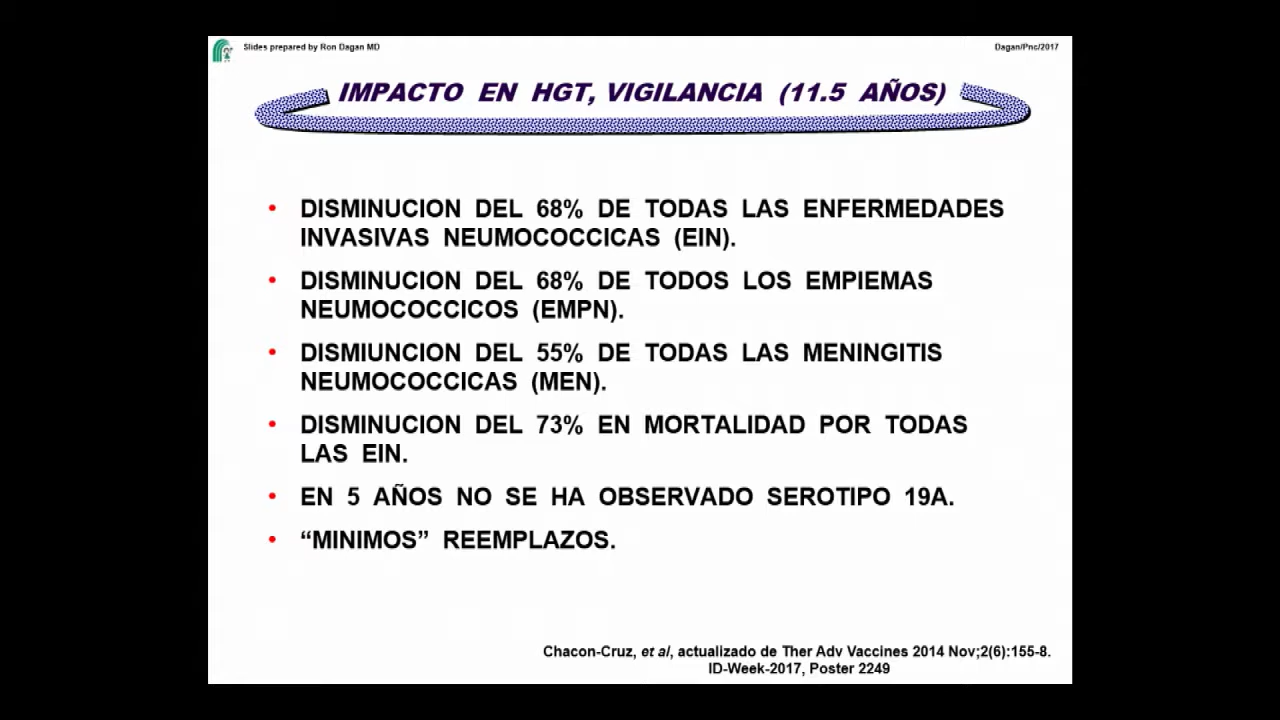 Slides prepared by Ron Dagan MD
Dagan/Pnc/2017
IMPACTO EN HGT, VIGILANCIA (11.5 AÑOS)
• DISMINUCION DEL 68% DE TODAS LAS ENFERMEDADES
INVASIVAS NEUMOCOCCICAS (EIN).
• DISMINUCION DEL 68% DE TODOS LOS EMPIEMAS
NEUMOCOCCICOS (EMPN).
• DISMIUNCION DEL 55% DE TODAS LAS MENINGITIS
NEUMOCOCCICAS (MEN).
• DISMINUCION DEL 73% EN MORTALIDAD POR TODAS
LAS EIN.
• EN 5 AÑOS NO SE HA OBSERVADO SEROTIPO 19A.
• “MINIMOS” REEMPLAZOS.
Chacon-Cruz, et al, actualizado de Ther Adv Vaccines 2014 Nov;2(6):155-8.
ID-Week-2017, Poster 2249